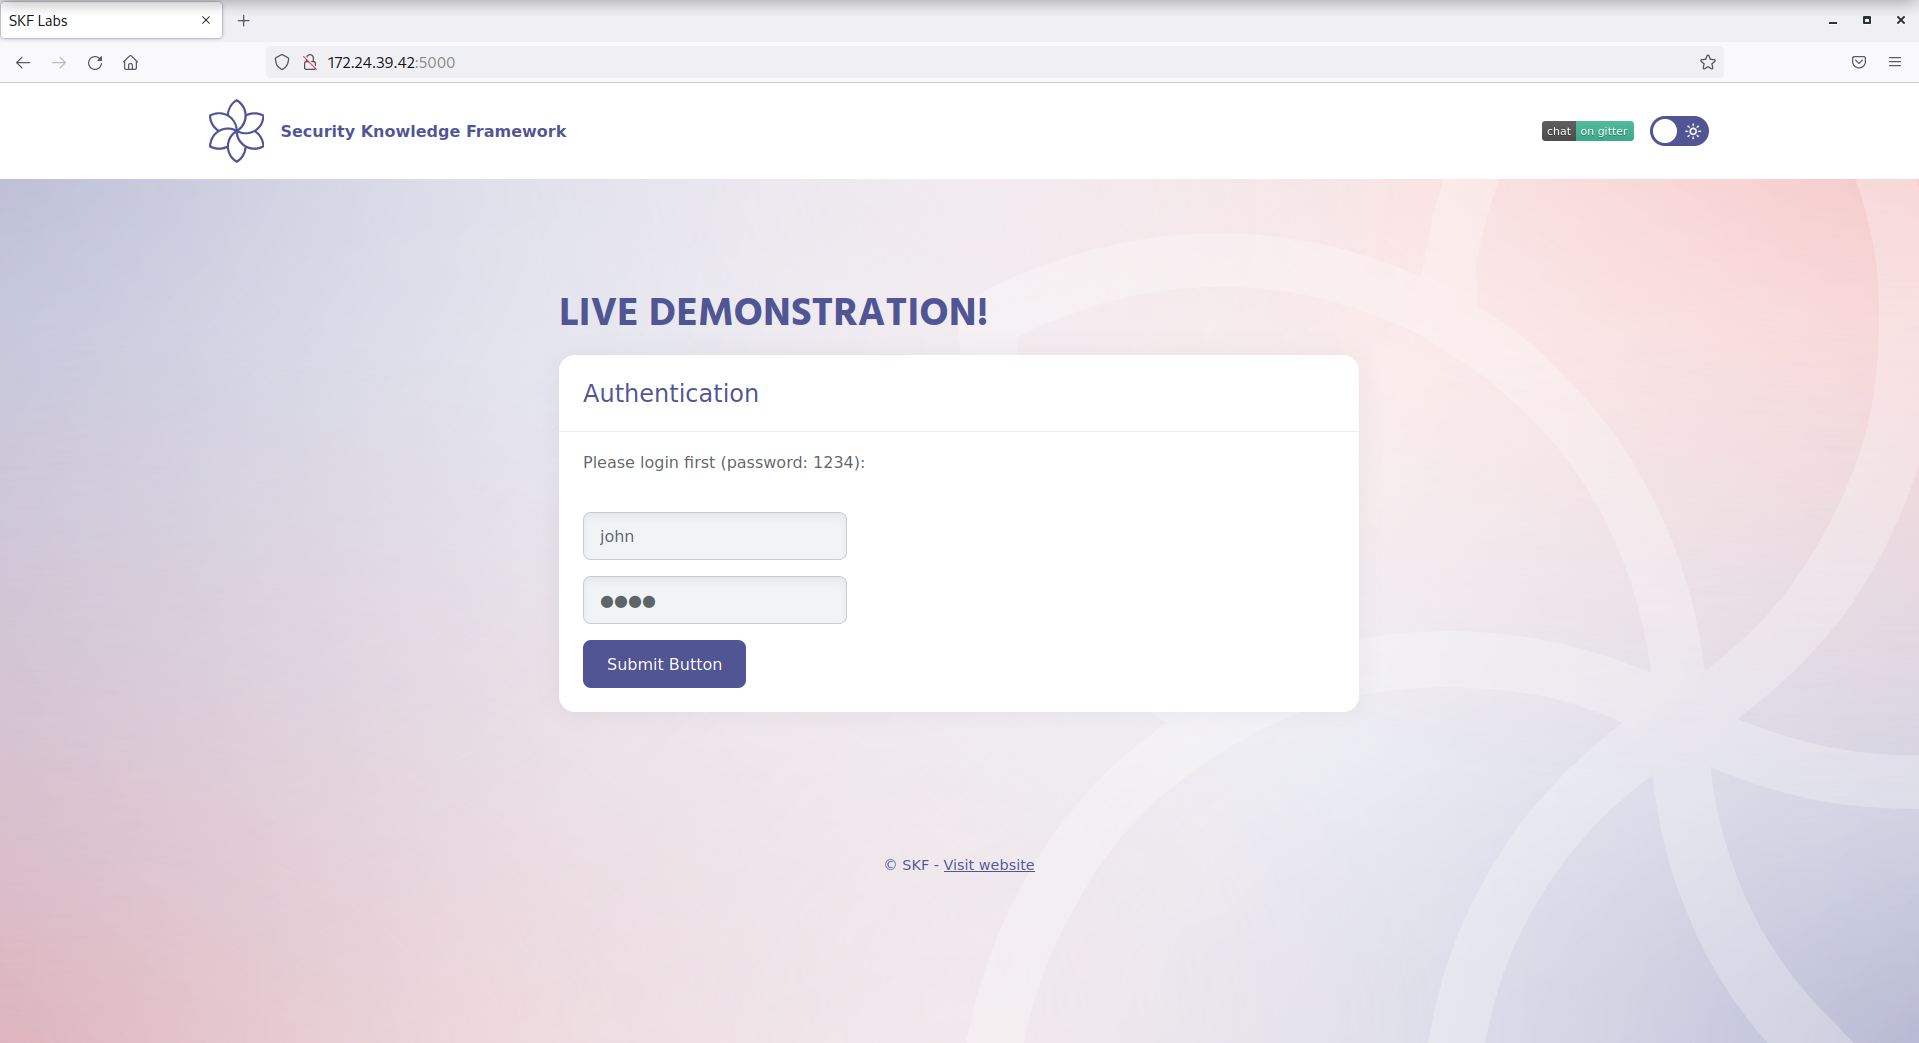 SKF Labs
172.24.39.42:5000
Security Knowledge Framework
chat on gitter
LIVE DEMONSTRATION!
Authentication
Please login first (password: 1234):
john
●●●●
Submit Button
© SKF - Visit website